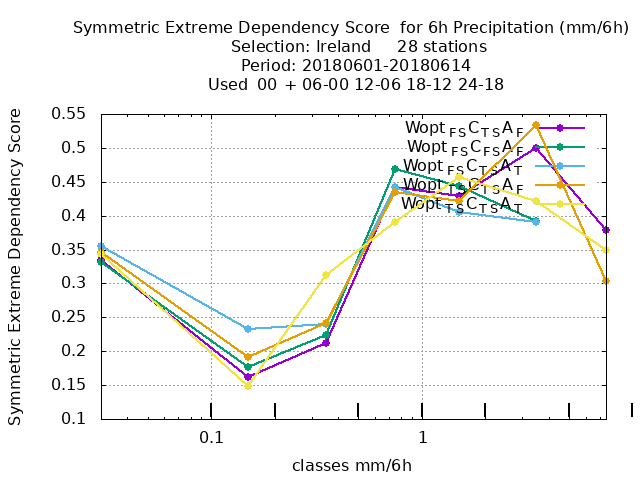 Symmetric Extreme Dependency Score  for 6h Precipitation (mm/6h)
Selection: Ireland     28 stations
Period: 20180601-20180614
Used  00 + 06-00 12-06 18-12 24-18
Symmetric Extreme Dependency Score
0.55
0.5
0.45
0.4
0.35
0.3
0.25
0.2
0.15
0.1
Wopt FS C TS A F
Wopt FS C FS A F
Wopt FS C TS A T
Wopt TS C TS A F
Wopt TS C TS A T
0.1
1
classes mm/6h